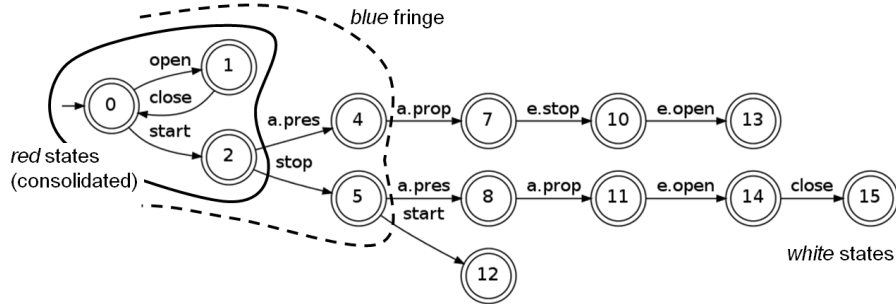 blue fringe
open
1
0
close
a.pres
4
a.prop
7
e.stop
10
e.open
13
start
2
stop
red states
(consolidated)
5
a.pres
8
a.prop
11
e.open
14
close
15
start
12
white states